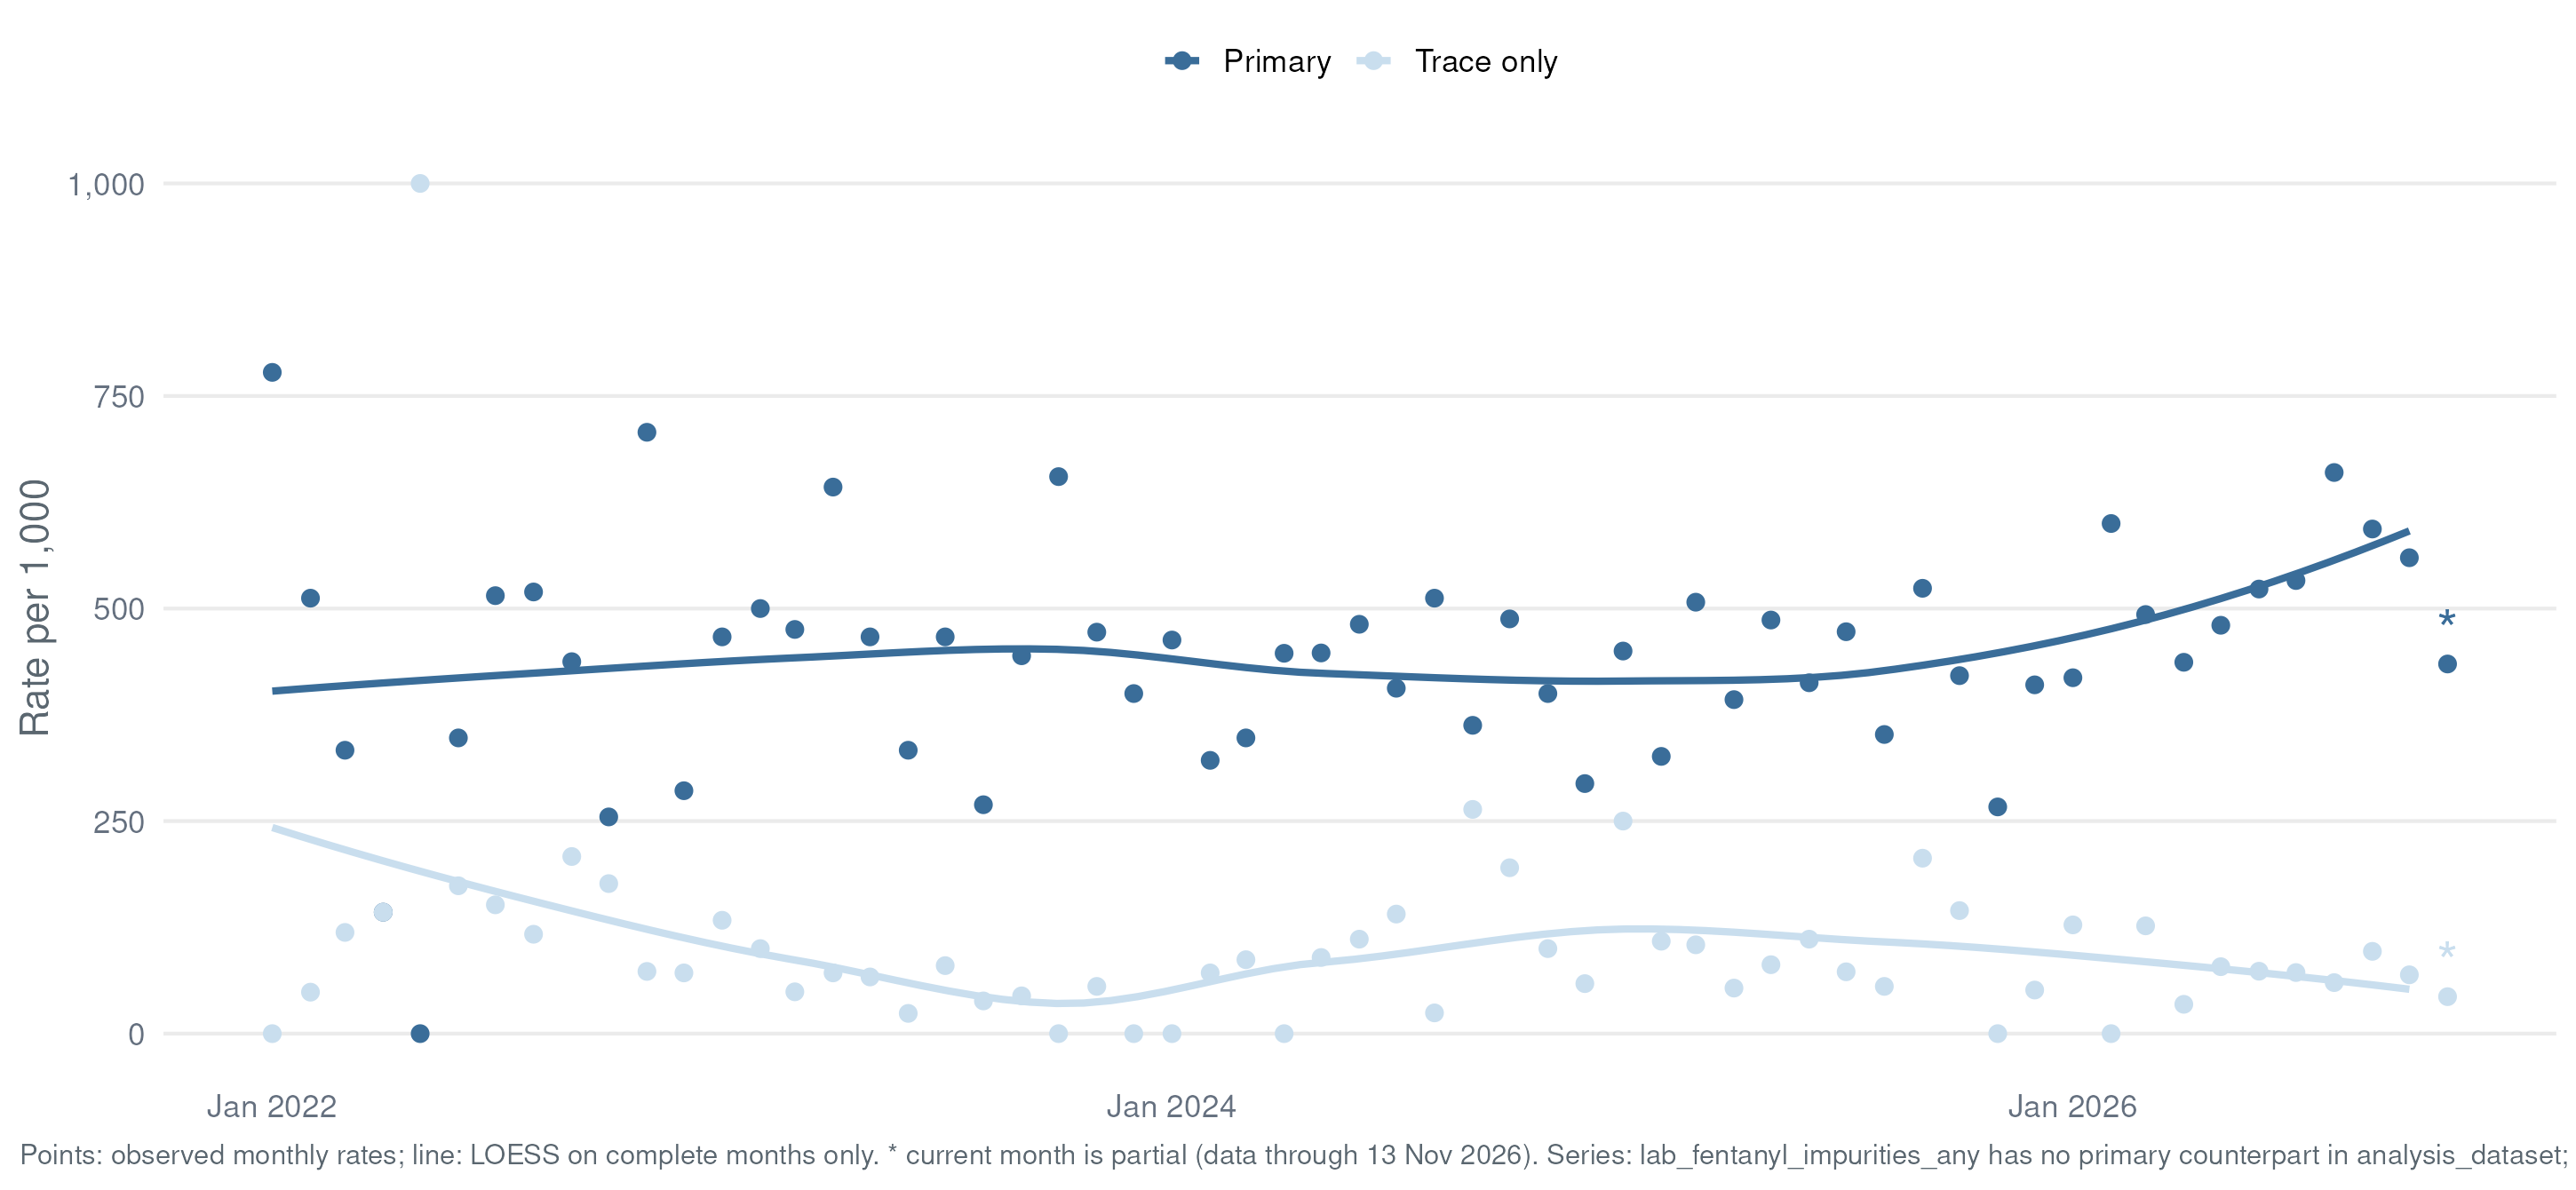 Primary Trace only
1,000
750
500
250
0
Rate per 1,000
*
*
Jan 2022 Jan 2024 Jan 2026
Points: observed monthly rates; line: LOESS on complete months only. * current month is partial (data through 13 Nov 2026). Series: lab_fentanyl_impurities_any has no primary counterpart in analysis_dataset;